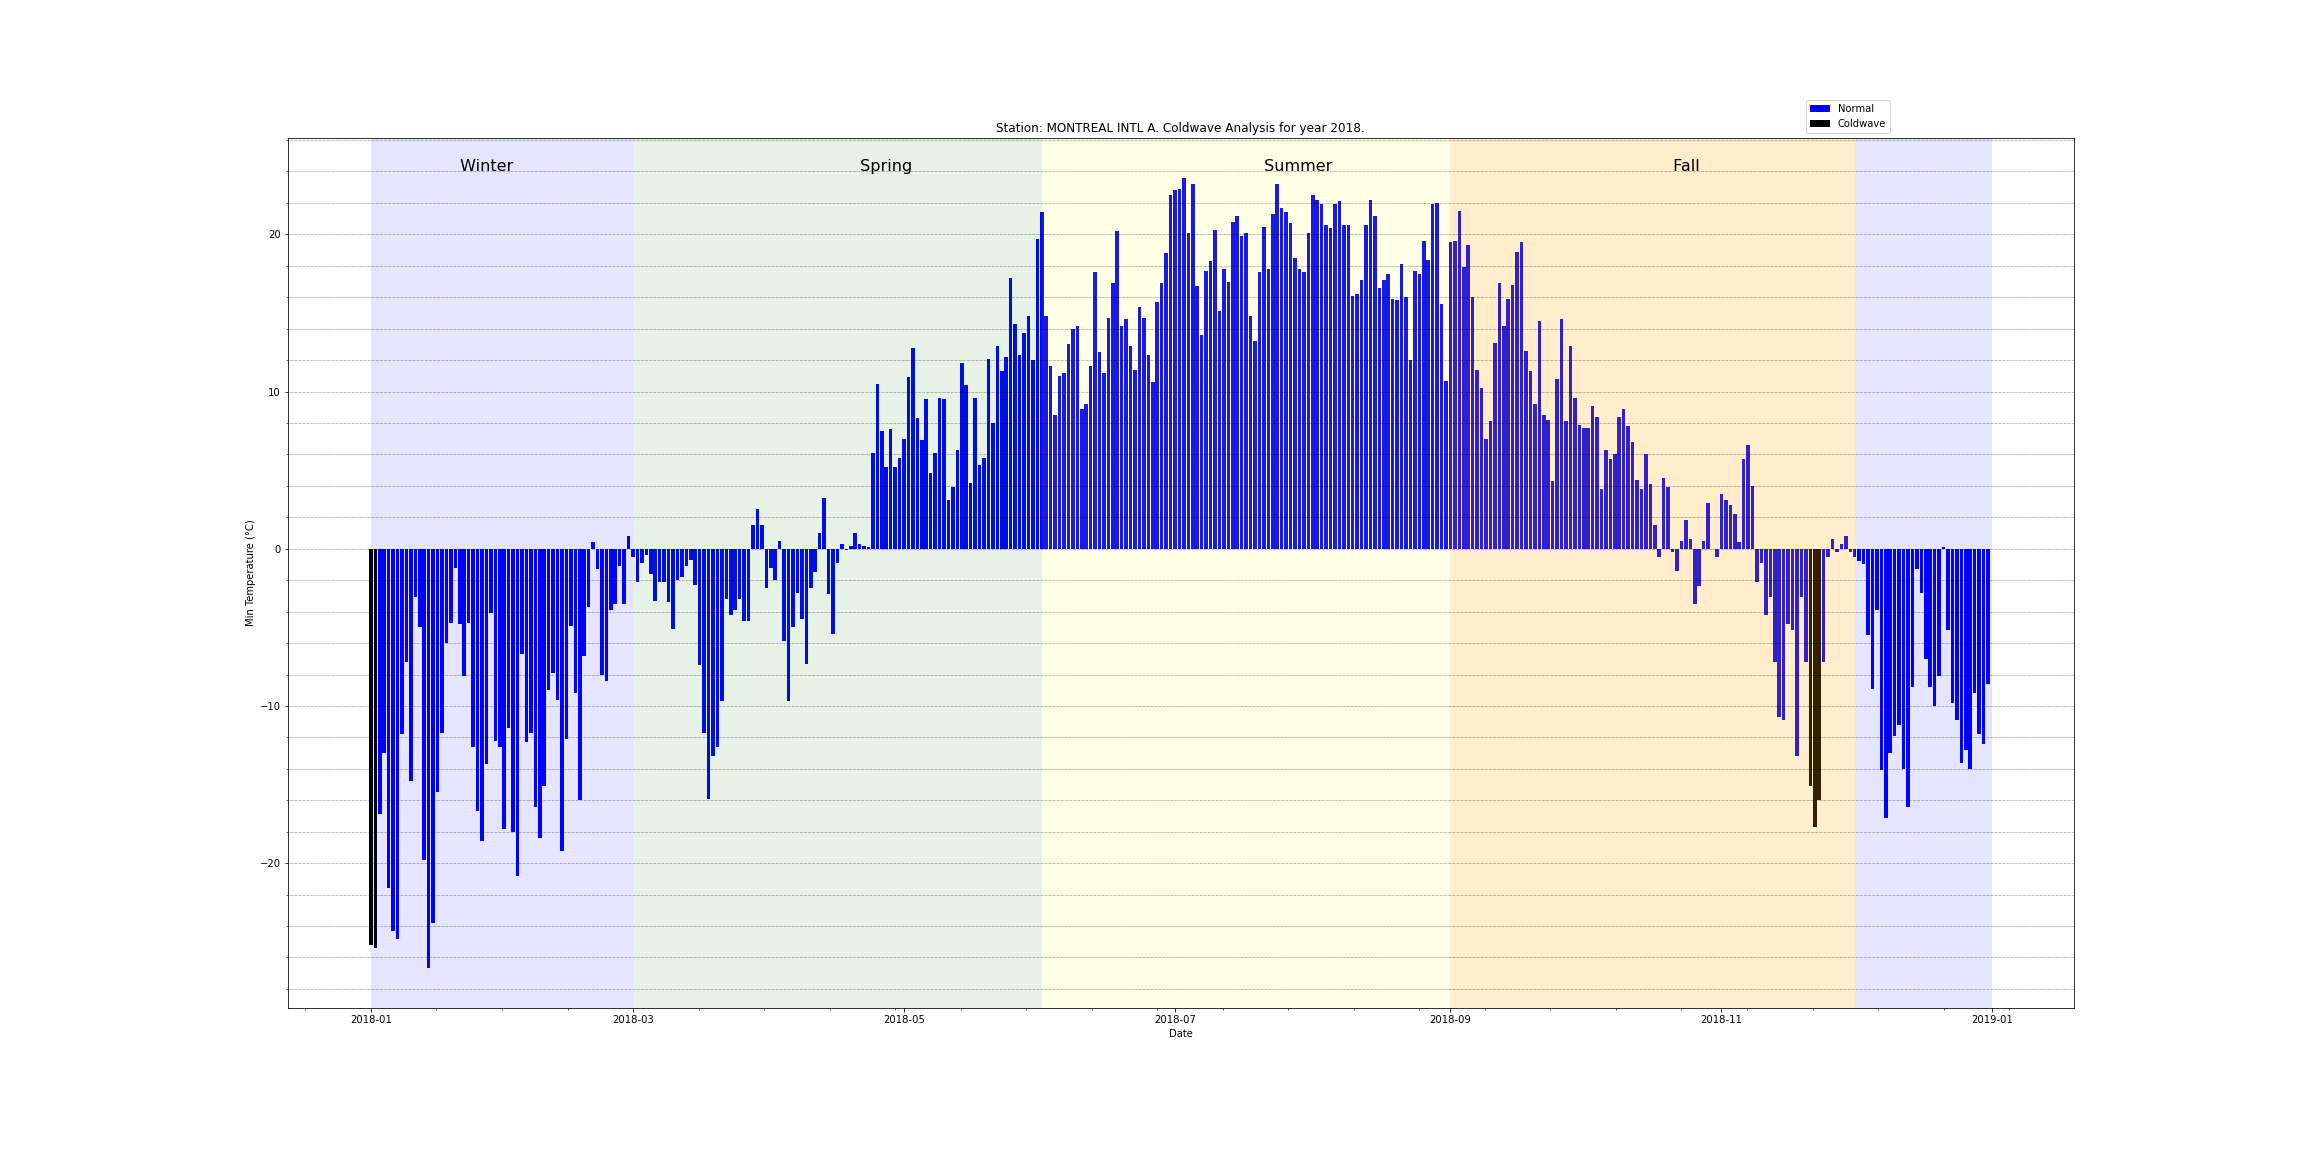 Normal
Coldwave
Station: MONTREAL INTL A. Coldwave Analysis for year 2018.
Winter
Spring
Summer
Fall
20
10
0
−10
−20
Min Temperature (°C)
2018-01
2018-03
2018-05
2018-07
2018-09
2018-11
2019-01
Date